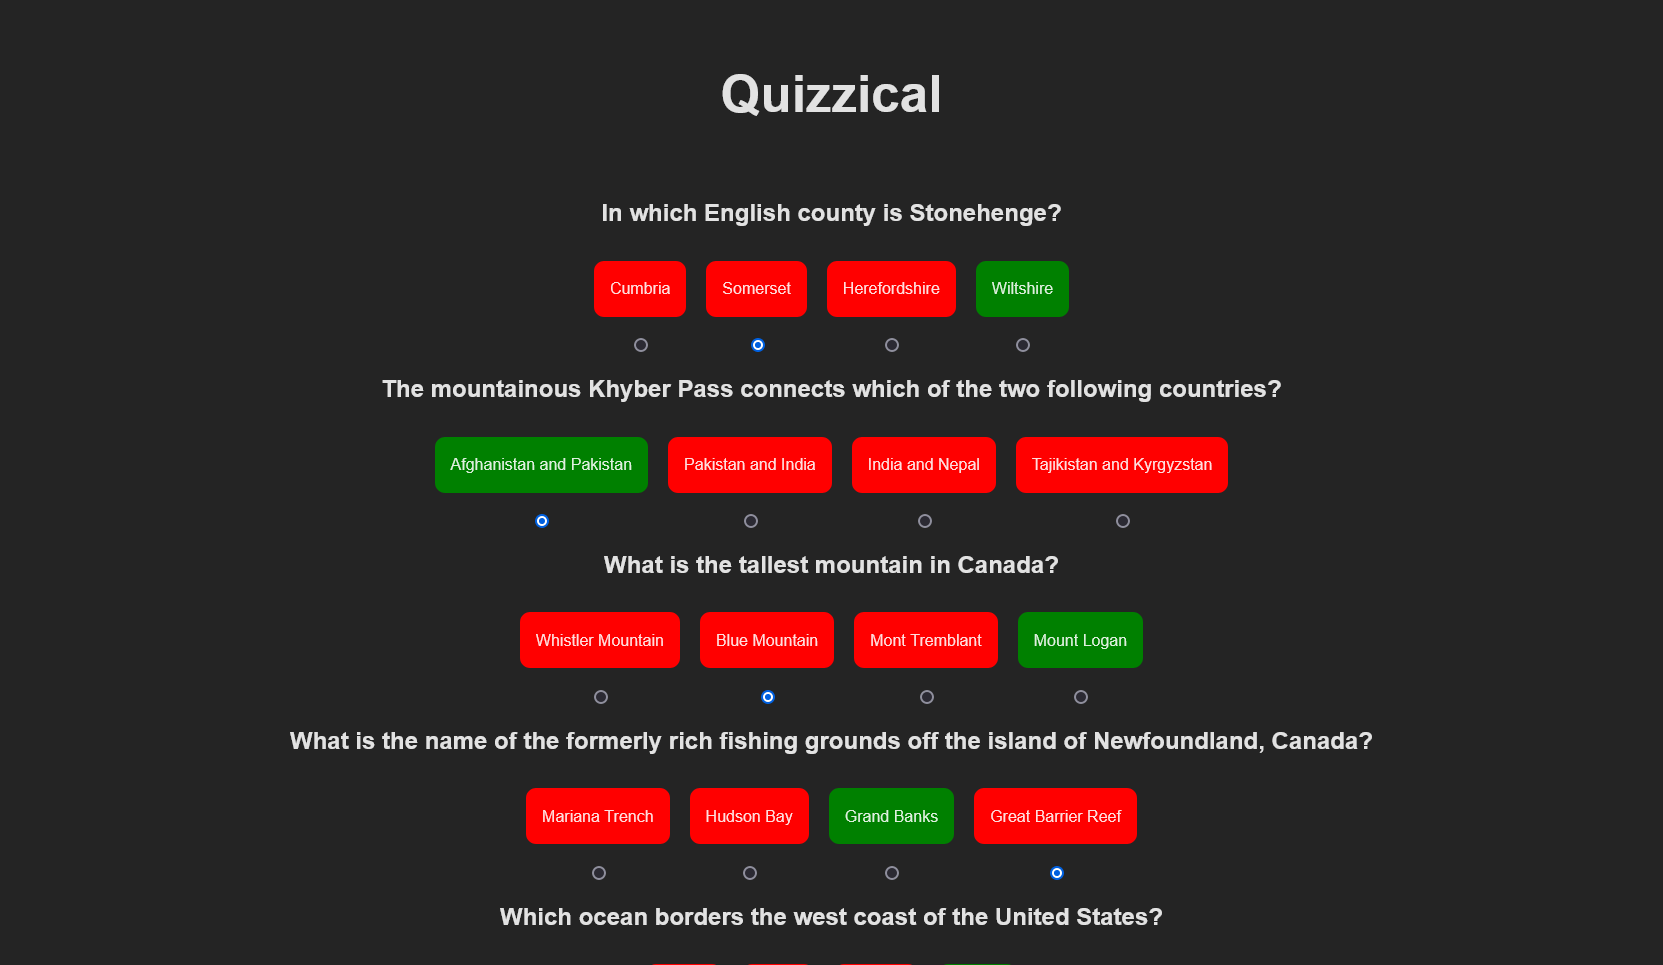 Quizzical
In which English county is Stonehenge?
Cumbria Somerset Herefordshire Wiltshire
The mountainous Khyber Pass connects which of the two following countries?
Afghanistan and Pakistan Pakistan and India India and Nepal Tajikistan and Kyrgyzstan
What is the tallest mountain in Canada?
Whistler Mountain Blue Mountain Mont Tremblant Mount Logan
What is the name of the formerly rich fishing grounds off the island of Newfoundland, Canada?
Mariana Trench Hudson Bay Grand Banks Great Barrier Reef
Which ocean borders the west coast of the United States?